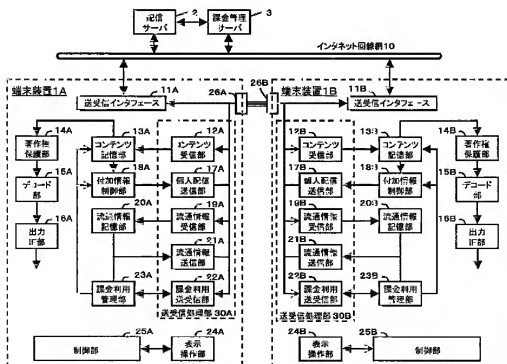 配信サーバ
2
課金管理サーバ
3
インタネット回線網10
端末装置1A
26A
26B
端末装置1B
11A
送受信インタフェース
11B
送受信インタフェース
14A
著作権保護部
13A
コンテンツ記憶部
12A
コンテンツ受信部
15A
デコード部
18A
付加情報制御部
17A
個人配信送信部
16A
出力IF部
20A
流通情報記憶部
19A
流通情報受信部
21A
流通情報送信部
23A
課金利用管理部
22A
課金利用送受信部
送受信処理部30A
25A
制御部
24A
表示操作部
12B
コンテンツ受信部
13B
コンテンツ記憶部
14B
著作権保護部
17B
個人配信送信部
18B
付加情報制御部
15B
デコード部
19B
流通情報受信部
20B
流通情報記憶部
16B
出力IF部
21B
流通情報送信部
22B
課金利用送受信部
23B
課金利用管理部
送受信処理部30B
24B
表示操作部
25B
制御部